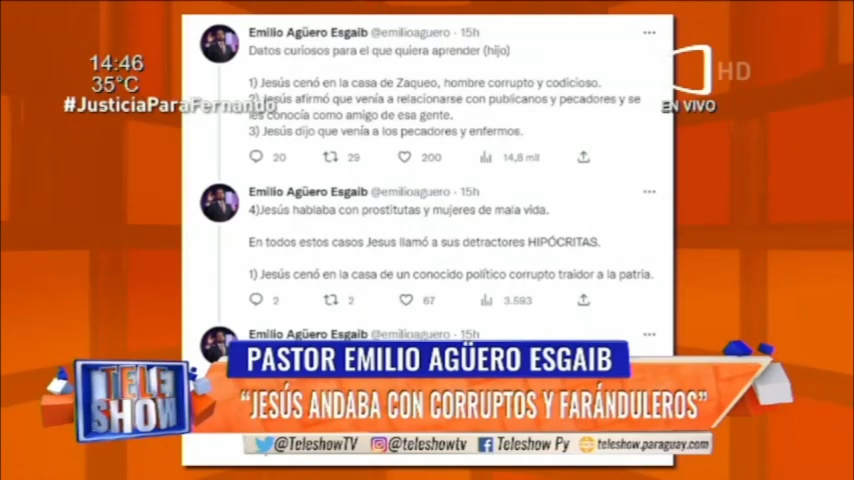 14:46
35°C
#JusticiaParaFernando
HD
EN VIVO
Emilio Agüero Esgaib @emilioaguero · 15h
Datos curiosos para el que quiera aprender (hijo)
1) Jesús cenó en la casa de Zaqueo, hombre corrupto y codicioso.
2) Jesús afirmó que venía a relacionarse con publicanos y pecadores y se
les conocía como amigo de esa gente.
3) Jesús dijo que venía a los pecadores y enfermos.
20 29 200 14,8 mil
Emilio Agüero Esgaib @emilioaguero · 15h
4)Jesús hablaba con prostitutas y mujeres de mala vida.
En todos estos casos Jesus llamó a sus detractores HIPÓCRITAS.
1) Jesús cenó en la casa de un conocido político corrupto traidor a la patria.
2 2 67 3.593
Emilio Agüero Esgaib @emilioaguero · 15h
PASTOR EMILIO AGÜERO ESGAIB
"JESÚS ANDABA CON CORRUPTOS Y FARÁNDULEROS"
TELE
SHOW
@TeleshowTV @teleshowtv Teleshow Py teleshow.paraguay.com